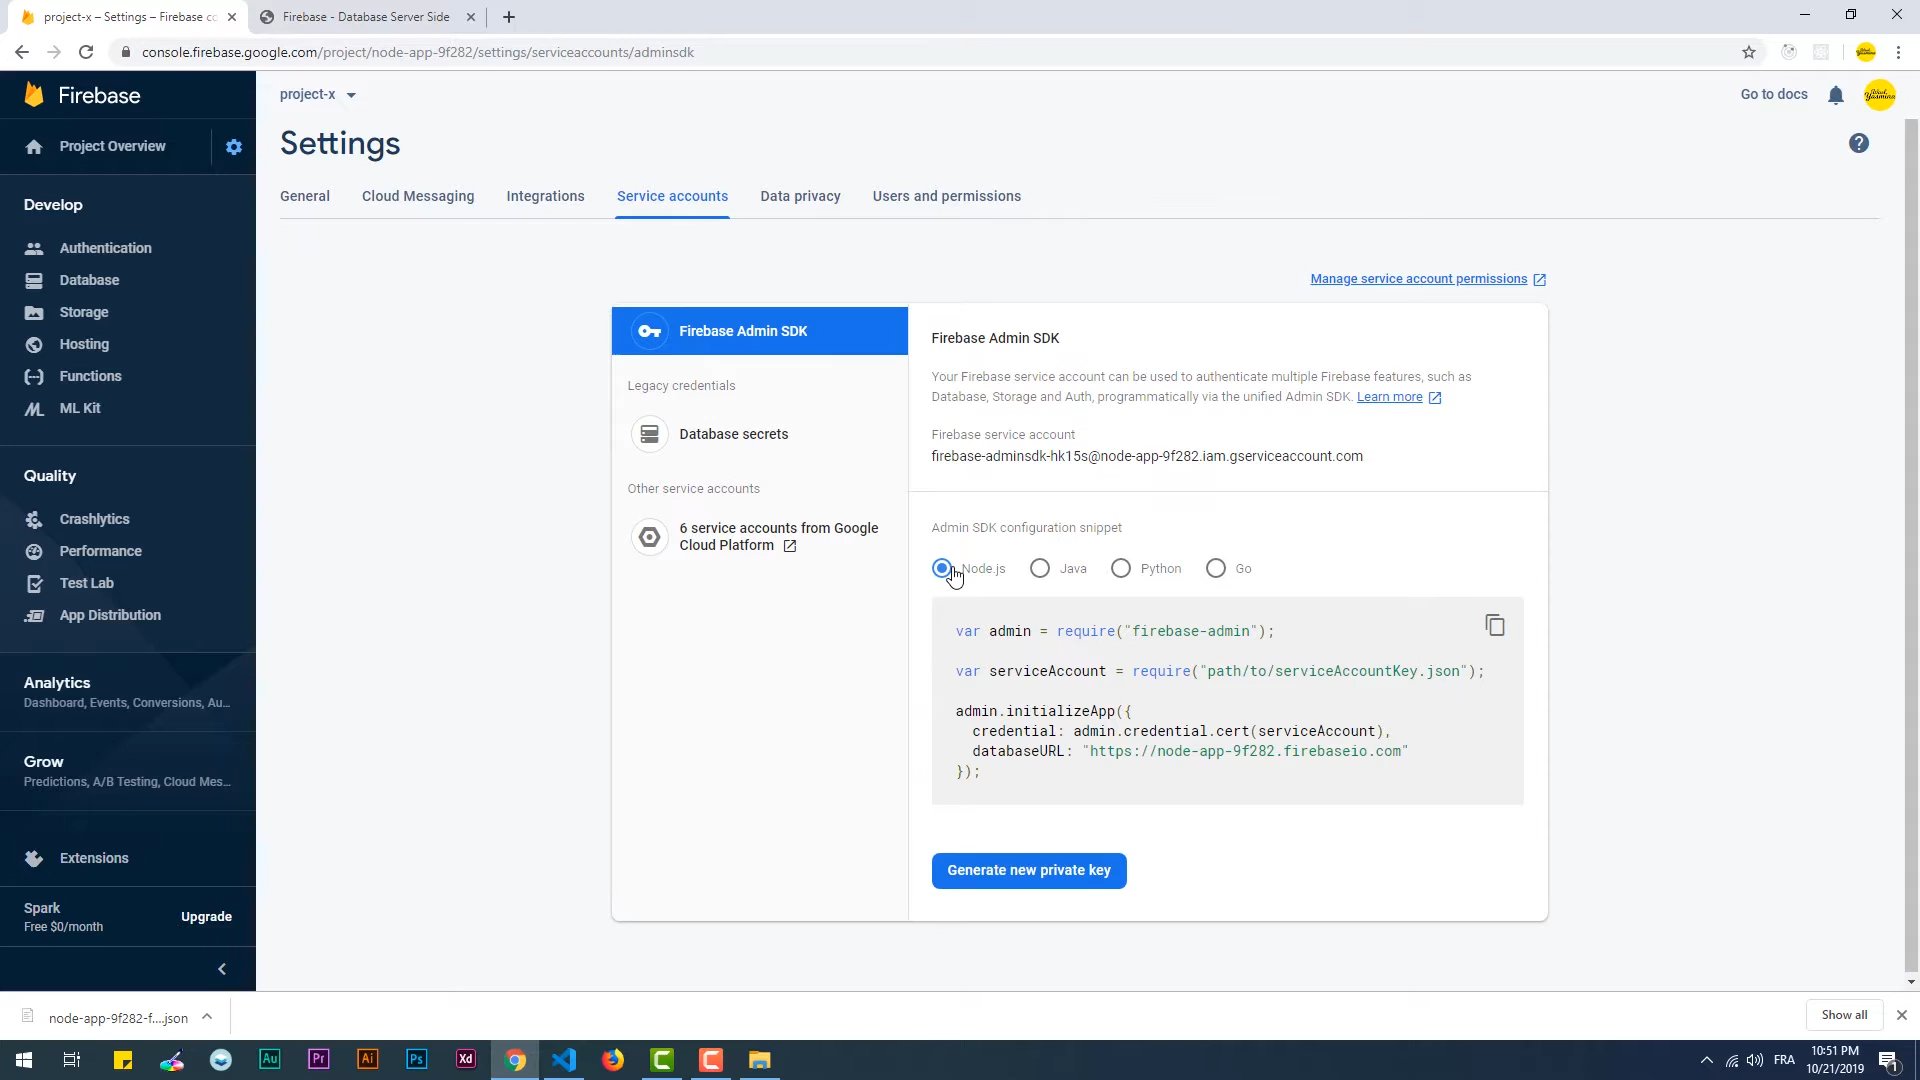 project-x – Settings – Firebase co
Firebase - Database Server Side
console.firebase.google.com/project/node-app-9f282/settings/serviceaccounts/adminsdk
Firebase
project-x
Go to docs
Project Overview
Settings
?
General
Cloud Messaging
Integrations
Service accounts
Data privacy
Users and permissions
Develop
Authentication
Database
Storage
Hosting
Functions
ML Kit
Quality
Crashlytics
Performance
Test Lab
App Distribution
Analytics
Dashboard, Events, Conversions, Au...
Grow
Predictions, A/B Testing, Cloud Mes...
Extensions
Spark
Free $0/month
Upgrade
Manage service account permissions
Firebase Admin SDK
Legacy credentials
Database secrets
Other service accounts
6 service accounts from Google
Cloud Platform
Firebase Admin SDK
Your Firebase service account can be used to authenticate multiple Firebase features, such as
Database, Storage and Auth, programmatically via the unified Admin SDK. Learn more
Firebase service account
firebase-adminsdk-hk15s@node-app-9f282.iam.gserviceaccount.com
Admin SDK configuration snippet
Node.js
Java
Python
Go
var admin = require("firebase-admin");
var serviceAccount = require("path/to/serviceAccountKey.json");
admin.initializeApp({
credential: admin.credential.cert(serviceAccount),
databaseURL: "https://node-app-9f282.firebaseio.com"
});
Generate new private key
node-app-9f282-f....json
Show all
Au
Pr
Ai
Ps
Xd
FRA
10:51 PM
10/21/2019
1